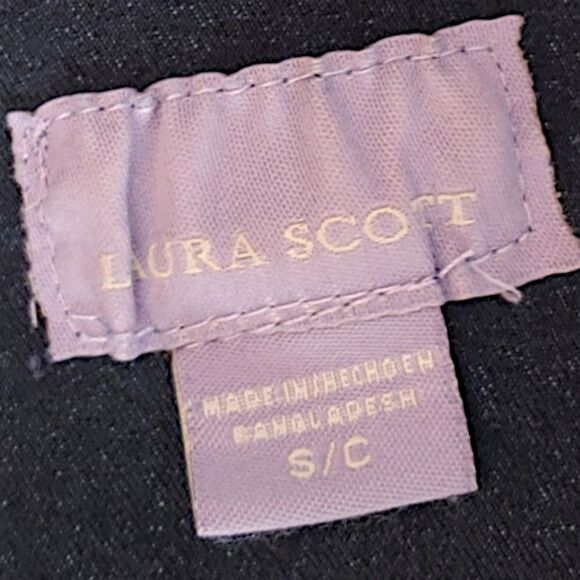 LAURA SCOTT
MADE IN/HECHO EN
BANGLADESH
S/C